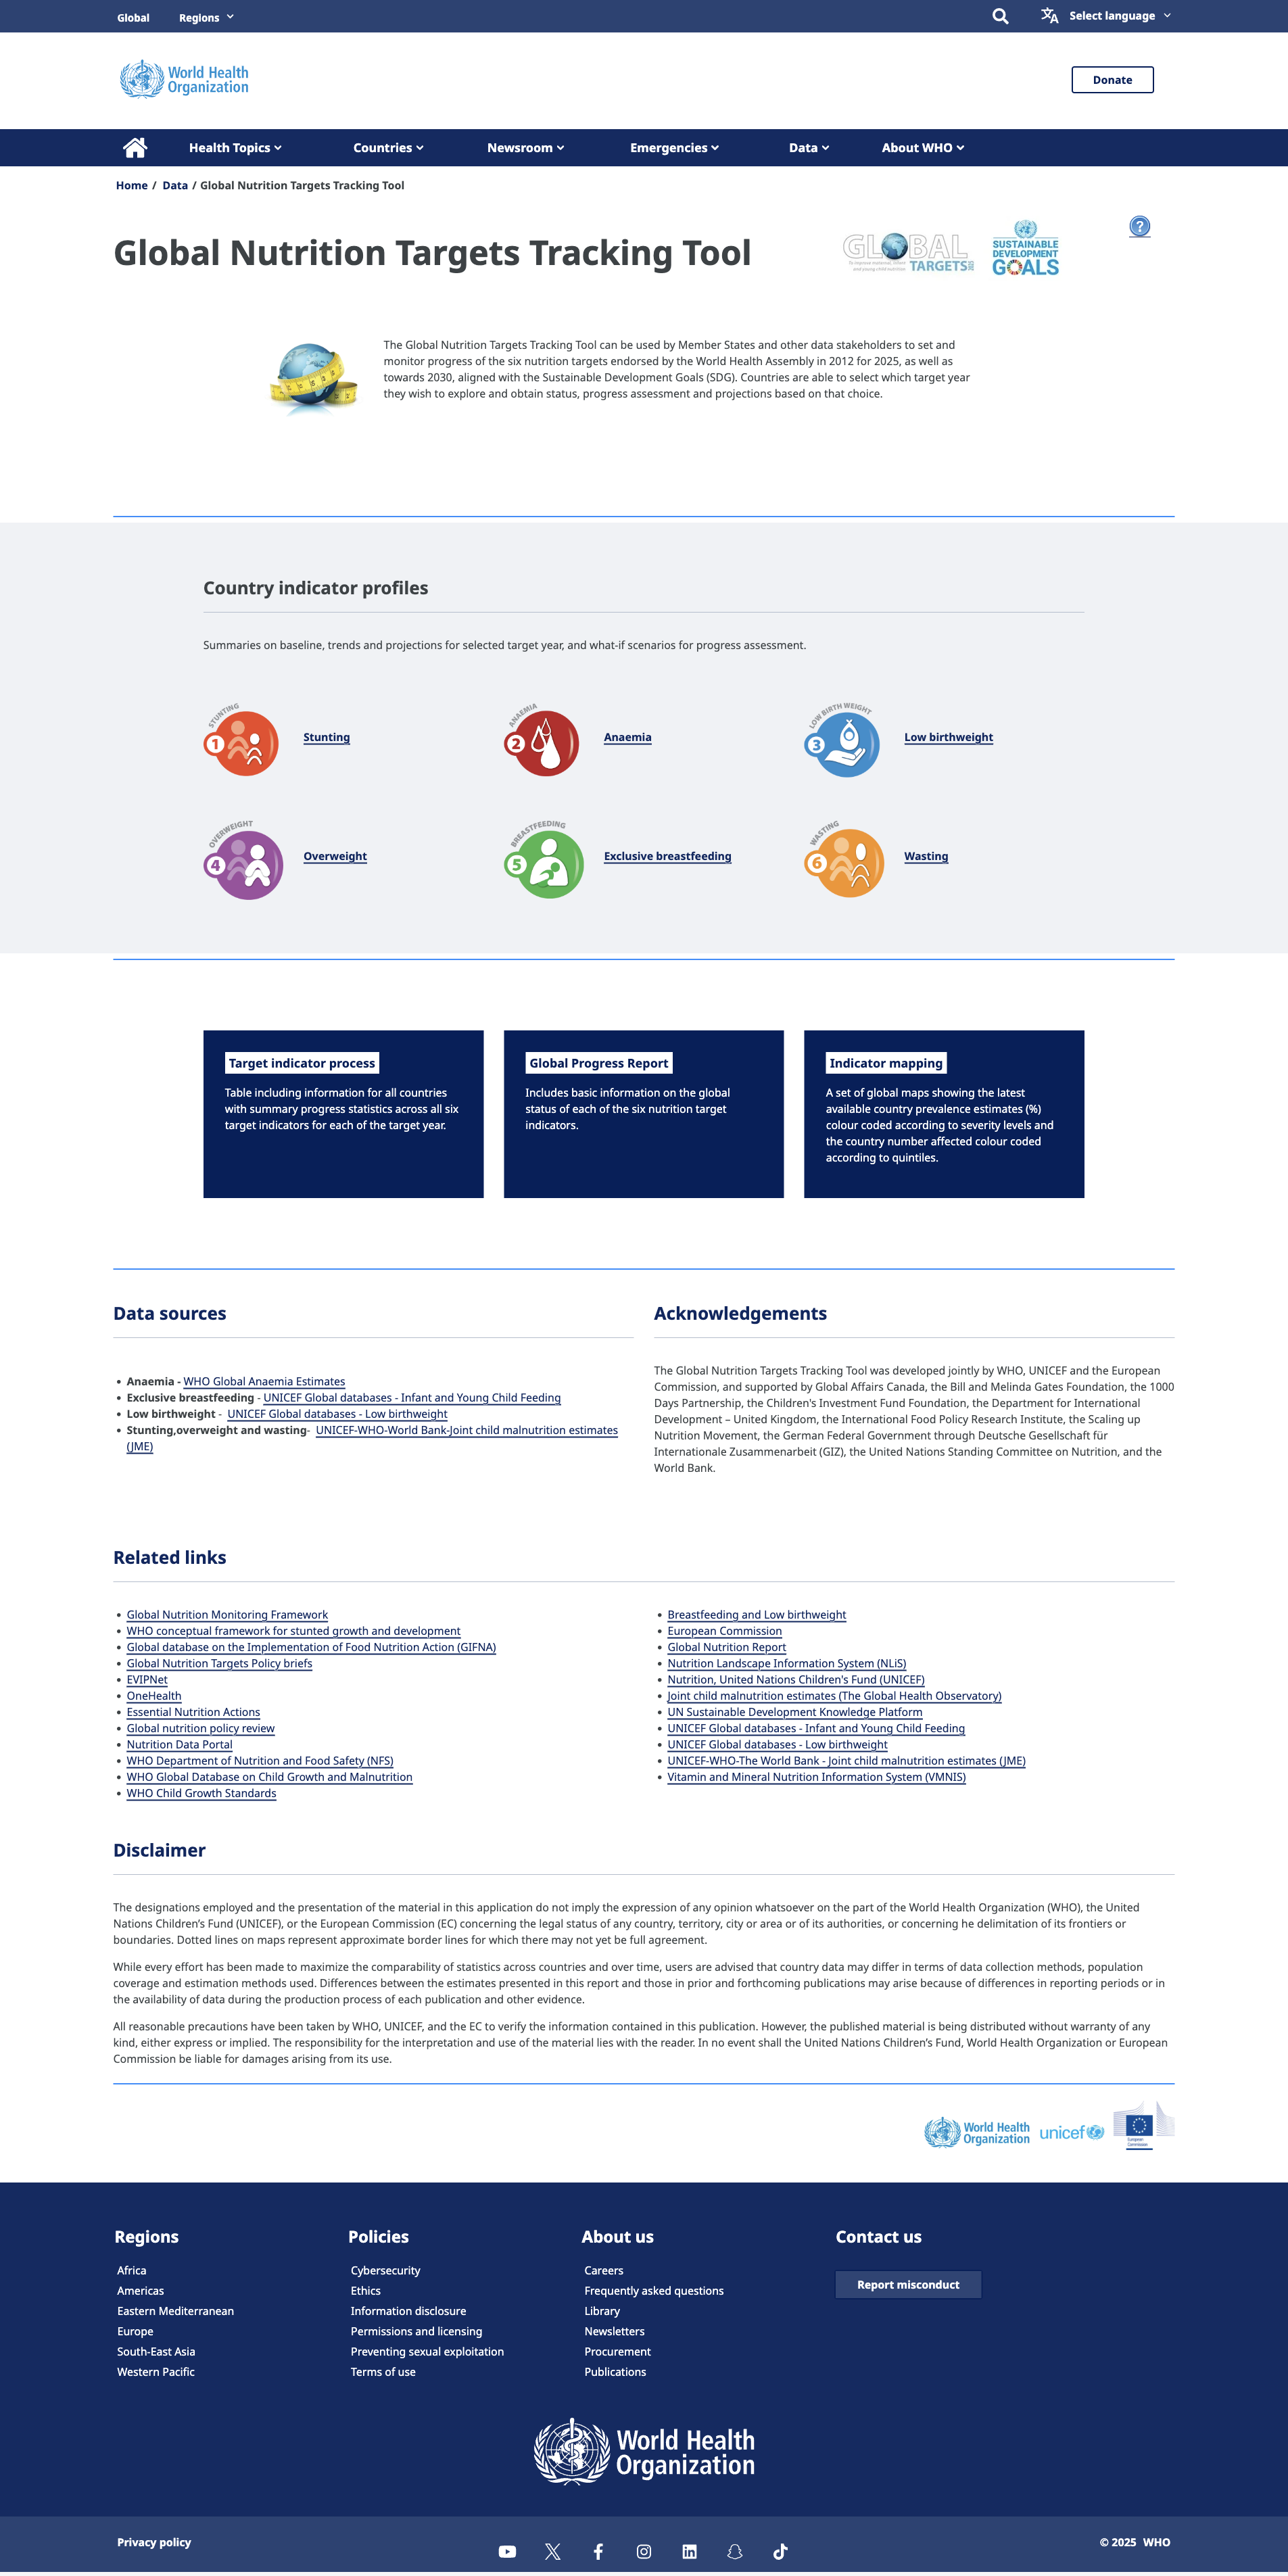 Global Regions Select language
World Health
Organization
Donate
Health Topics Countries Newsroom Emergencies Data About WHO
Home / Data / Global Nutrition Targets Tracking Tool
Global Nutrition Targets Tracking Tool
GLOBAL
To improve maternal, infant
and young child nutrition
TARGETS 2025
SUSTAINABLE
DEVELOPMENT
GOALS
?
The Global Nutrition Targets Tracking Tool can be used by Member States and other data stakeholders to set and
monitor progress of the six nutrition targets endorsed by the World Health Assembly in 2012 for 2025, as well as
towards 2030, aligned with the Sustainable Development Goals (SDG). Countries are able to select which target year
they wish to explore and obtain status, progress assessment and projections based on that choice.
Country indicator profiles
Summaries on baseline, trends and projections for selected target year, and what-if scenarios for progress assessment.
STUNTING
1
Stunting
ANAEMIA
2
Anaemia
LOW BIRTH WEIGHT
3
Low birthweight
OVERWEIGHT
4
Overweight
BREASTFEEDING
5
Exclusive breastfeeding
WASTING
6
Wasting
Target indicator process
Table including information for all countries
with summary progress statistics across all six
target indicators for each of the target year.
Global Progress Report
Includes basic information on the global
status of each of the six nutrition target
indicators.
Indicator mapping
A set of global maps showing the latest
available country prevalence estimates (%)
colour coded according to severity levels and
the country number affected colour coded
according to quintiles.
Data sources
• Anaemia - WHO Global Anaemia Estimates
• Exclusive breastfeeding - UNICEF Global databases - Infant and Young Child Feeding
• Low birthweight - UNICEF Global databases - Low birthweight
• Stunting,overweight and wasting- UNICEF-WHO-World Bank-Joint child malnutrition estimates
(JME)
Acknowledgements
The Global Nutrition Targets Tracking Tool was developed jointly by WHO, UNICEF and the European
Commission, and supported by Global Affairs Canada, the Bill and Melinda Gates Foundation, the 1000
Days Partnership, the Children's Investment Fund Foundation, the Department for International
Development – United Kingdom, the International Food Policy Research Institute, the Scaling up
Nutrition Movement, the German Federal Government through Deutsche Gesellschaft für
Internationale Zusammenarbeit (GIZ), the United Nations Standing Committee on Nutrition, and the
World Bank.
Related links
• Global Nutrition Monitoring Framework
• WHO conceptual framework for stunted growth and development
• Global database on the Implementation of Food Nutrition Action (GIFNA)
• Global Nutrition Targets Policy briefs
• EVIPNet
• OneHealth
• Essential Nutrition Actions
• Global nutrition policy review
• Nutrition Data Portal
• WHO Department of Nutrition and Food Safety (NFS)
• WHO Global Database on Child Growth and Malnutrition
• WHO Child Growth Standards
• Breastfeeding and Low birthweight
• European Commission
• Global Nutrition Report
• Nutrition Landscape Information System (NLiS)
• Nutrition, United Nations Children's Fund (UNICEF)
• Joint child malnutrition estimates (The Global Health Observatory)
• UN Sustainable Development Knowledge Platform
• UNICEF Global databases - Infant and Young Child Feeding
• UNICEF Global databases - Low birthweight
• UNICEF-WHO-The World Bank - Joint child malnutrition estimates (JME)
• Vitamin and Mineral Nutrition Information System (VMNIS)
Disclaimer
The designations employed and the presentation of the material in this application do not imply the expression of any opinion whatsoever on the part of the World Health Organization (WHO), the United
Nations Children’s Fund (UNICEF), or the European Commission (EC) concerning the legal status of any country, territory, city or area or of its authorities, or concerning he delimitation of its frontiers or
boundaries. Dotted lines on maps represent approximate border lines for which there may not yet be full agreement.
While every effort has been made to maximize the comparability of statistics across countries and over time, users are advised that country data may differ in terms of data collection methods, population
coverage and estimation methods used. Differences between the estimates presented in this report and those in prior and forthcoming publications may arise because of differences in reporting periods or in
the availability of data during the production process of each publication and other evidence.
All reasonable precautions have been taken by WHO, UNICEF, and the EC to verify the information contained in this publication. However, the published material is being distributed without warranty of any
kind, either express or implied. The responsibility for the interpretation and use of the material lies with the reader. In no event shall the United Nations Children’s Fund, World Health Organization or European
Commission be liable for damages arising from its use.
World Health
Organization
unicef
European
Commission
Regions
Africa
Americas
Eastern Mediterranean
Europe
South-East Asia
Western Pacific
Policies
Cybersecurity
Ethics
Information disclosure
Permissions and licensing
Preventing sexual exploitation
Terms of use
About us
Careers
Frequently asked questions
Library
Newsletters
Procurement
Publications
Contact us
Report misconduct
World Health
Organization
Privacy policy
© 2025 WHO